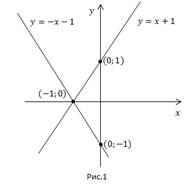 y
y = −x − 1
y = x + 1
(0; 1)
(−1; 0)
x
(0; −1)
Рис.1